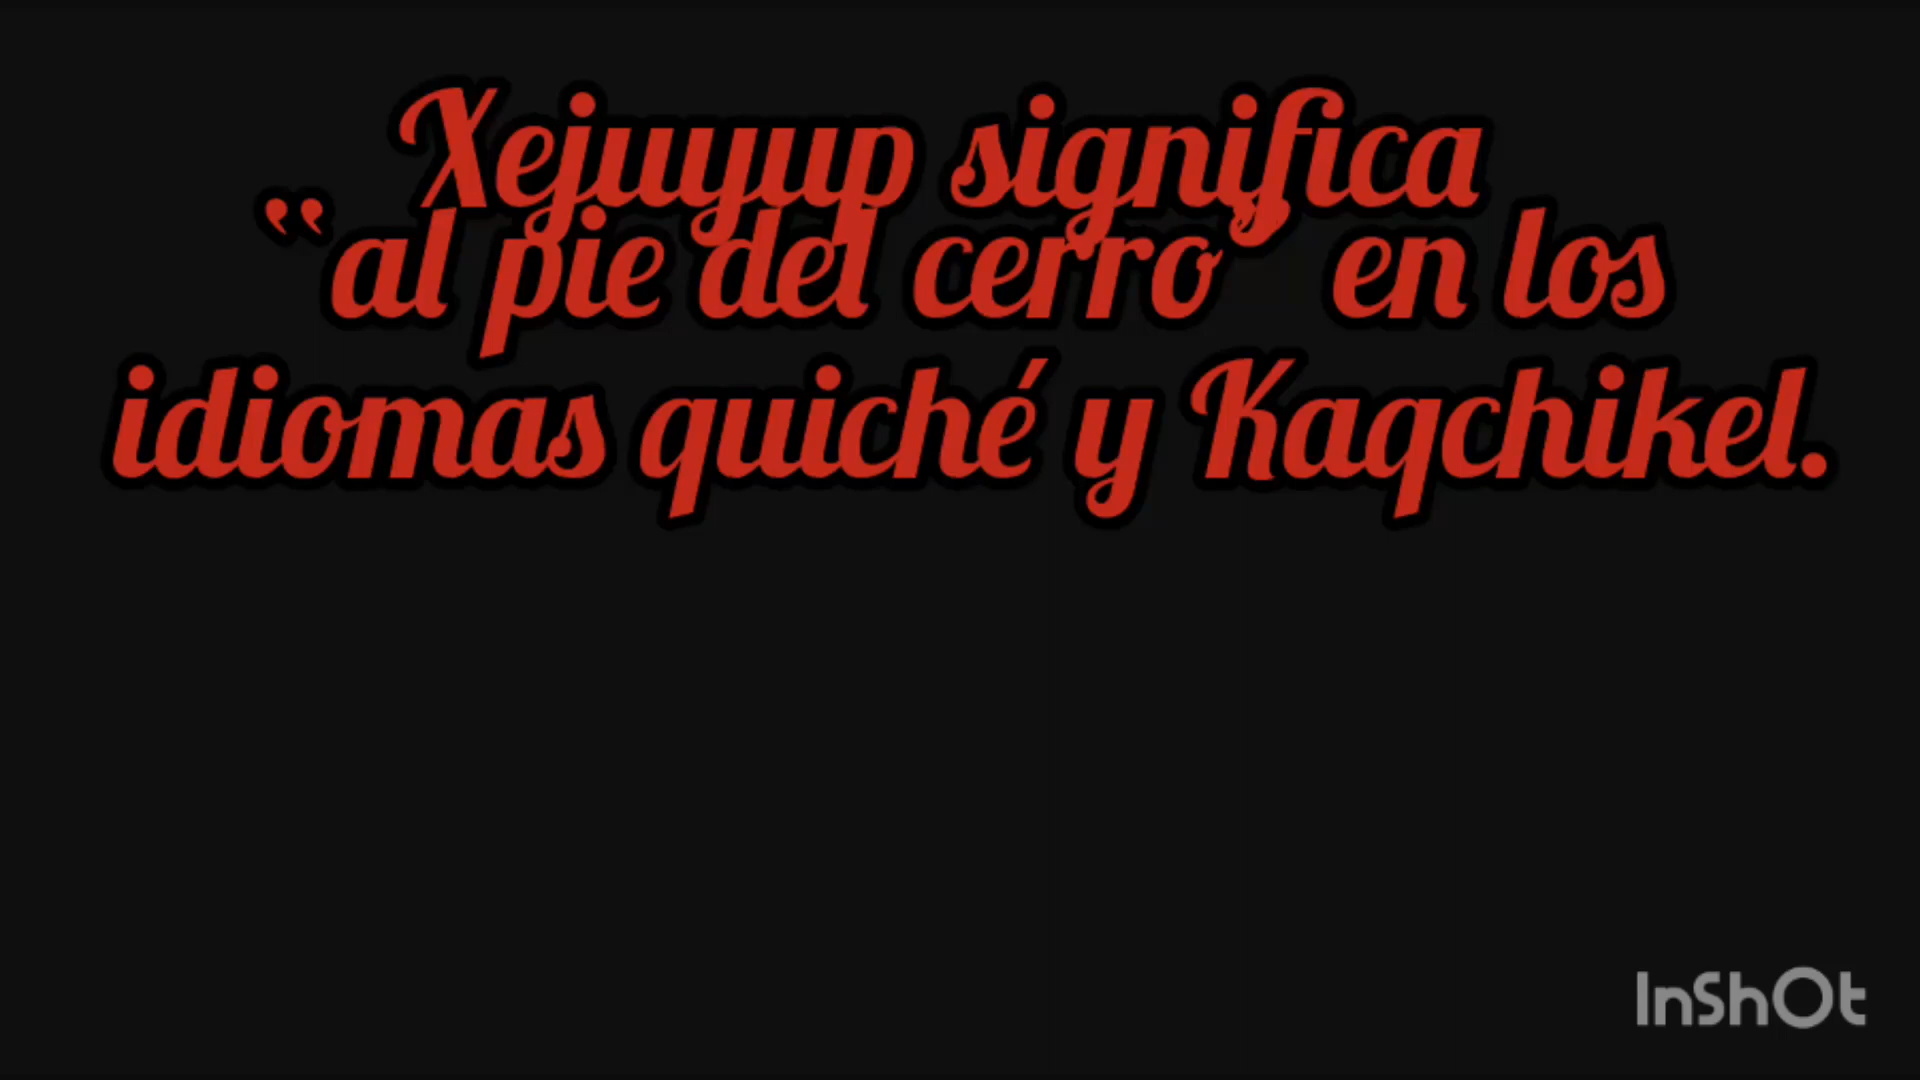 Xejuyup significa
"al pie del cerro" en los
idiomas quiché y Kaqchikel.
InShOt